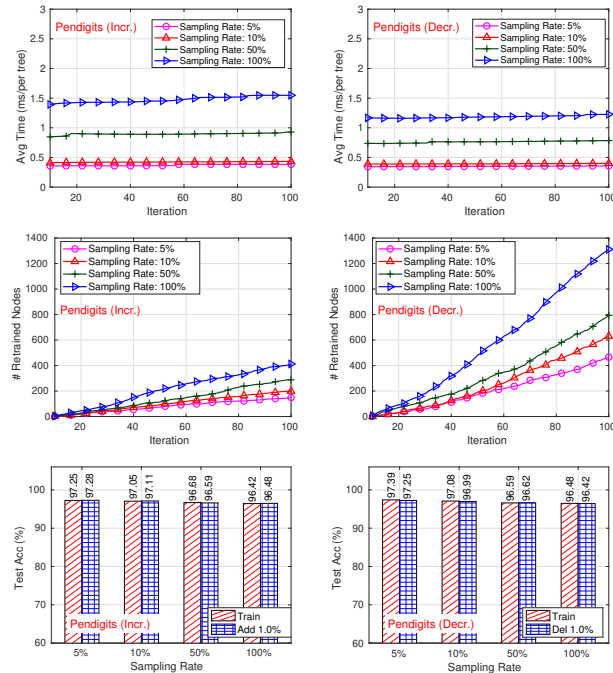 Pendigits (Incr.)
Sampling Rate: 5%
Sampling Rate: 10%
Sampling Rate: 50%
Sampling Rate: 100%
Avg Time (ms/per tree)
3
2.5
2
1.5
1
0.5
0
20 40 60 80 100
Iteration
Pendigits (Decr.)
Sampling Rate: 5%
Sampling Rate: 10%
Sampling Rate: 50%
Sampling Rate: 100%
Avg Time (ms/per tree)
3
2.5
2
1.5
1
0.5
0
20 40 60 80 100
Iteration
Sampling Rate: 5%
Sampling Rate: 10%
Sampling Rate: 50%
Sampling Rate: 100%
Pendigits (Incr.)
# Retrained Nodes
1400
1200
1000
800
600
400
200
0
20 40 60 80 100
Iteration
Sampling Rate: 5%
Sampling Rate: 10%
Sampling Rate: 50%
Sampling Rate: 100%
Pendigits (Decr.)
# Retrained Nodes
1400
1200
1000
800
600
400
200
0
20 40 60 80 100
Iteration
97.25 97.28 97.05 97.11 96.68 96.59 96.42 96.48
Test Acc (%)
100
90
80
70
60
Train
Add 1.0%
Pendigits (Incr.)
5% 10% 50% 100%
Sampling Rate
97.39 97.25 97.08 96.99 96.59 96.62 96.48 96.42
Test Acc (%)
100
90
80
70
60
Train
Del 1.0%
Pendigits (Decr.)
5% 10% 50% 100%
Sampling Rate